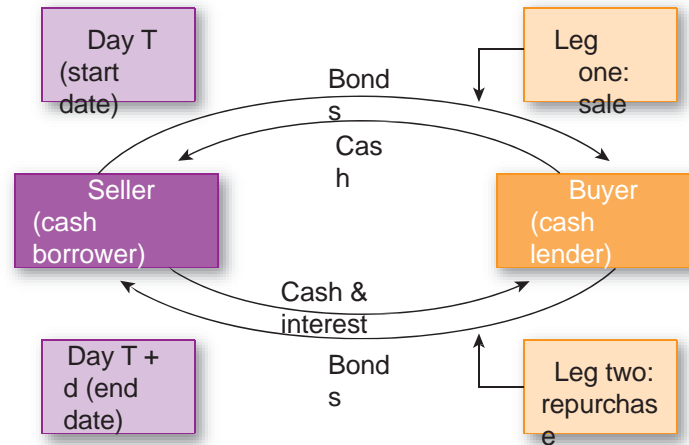 Day T
(start
date)
Leg
one:
sale
Bond
s
Cas
h
Seller
(cash
borrower)
Buyer
(cash
lender)
Cash &
interest
Bond
s
Day T +
d (end
date)
Leg two:
repurchas
e